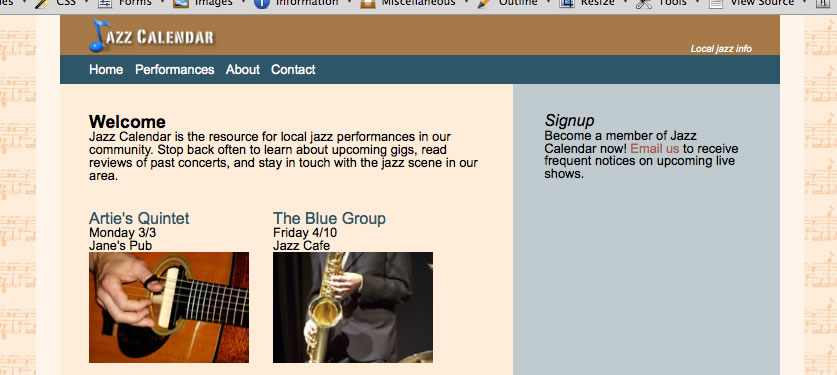 CSS Forms Images Information Miscellaneous Outline Resize Tools View Source
Jazz Calendar
Local jazz info
Home Performances About Contact
Welcome
Jazz Calendar is the resource for local jazz performances in our
community. Stop back often to learn about upcoming gigs, read
reviews of past concerts, and stay in touch with the jazz scene in our
area.
Signup
Become a member of Jazz
Calendar now! Email us to receive
frequent notices on upcoming live
shows.
Artie's Quintet
Monday 3/3
Jane's Pub
The Blue Group
Friday 4/10
Jazz Cafe